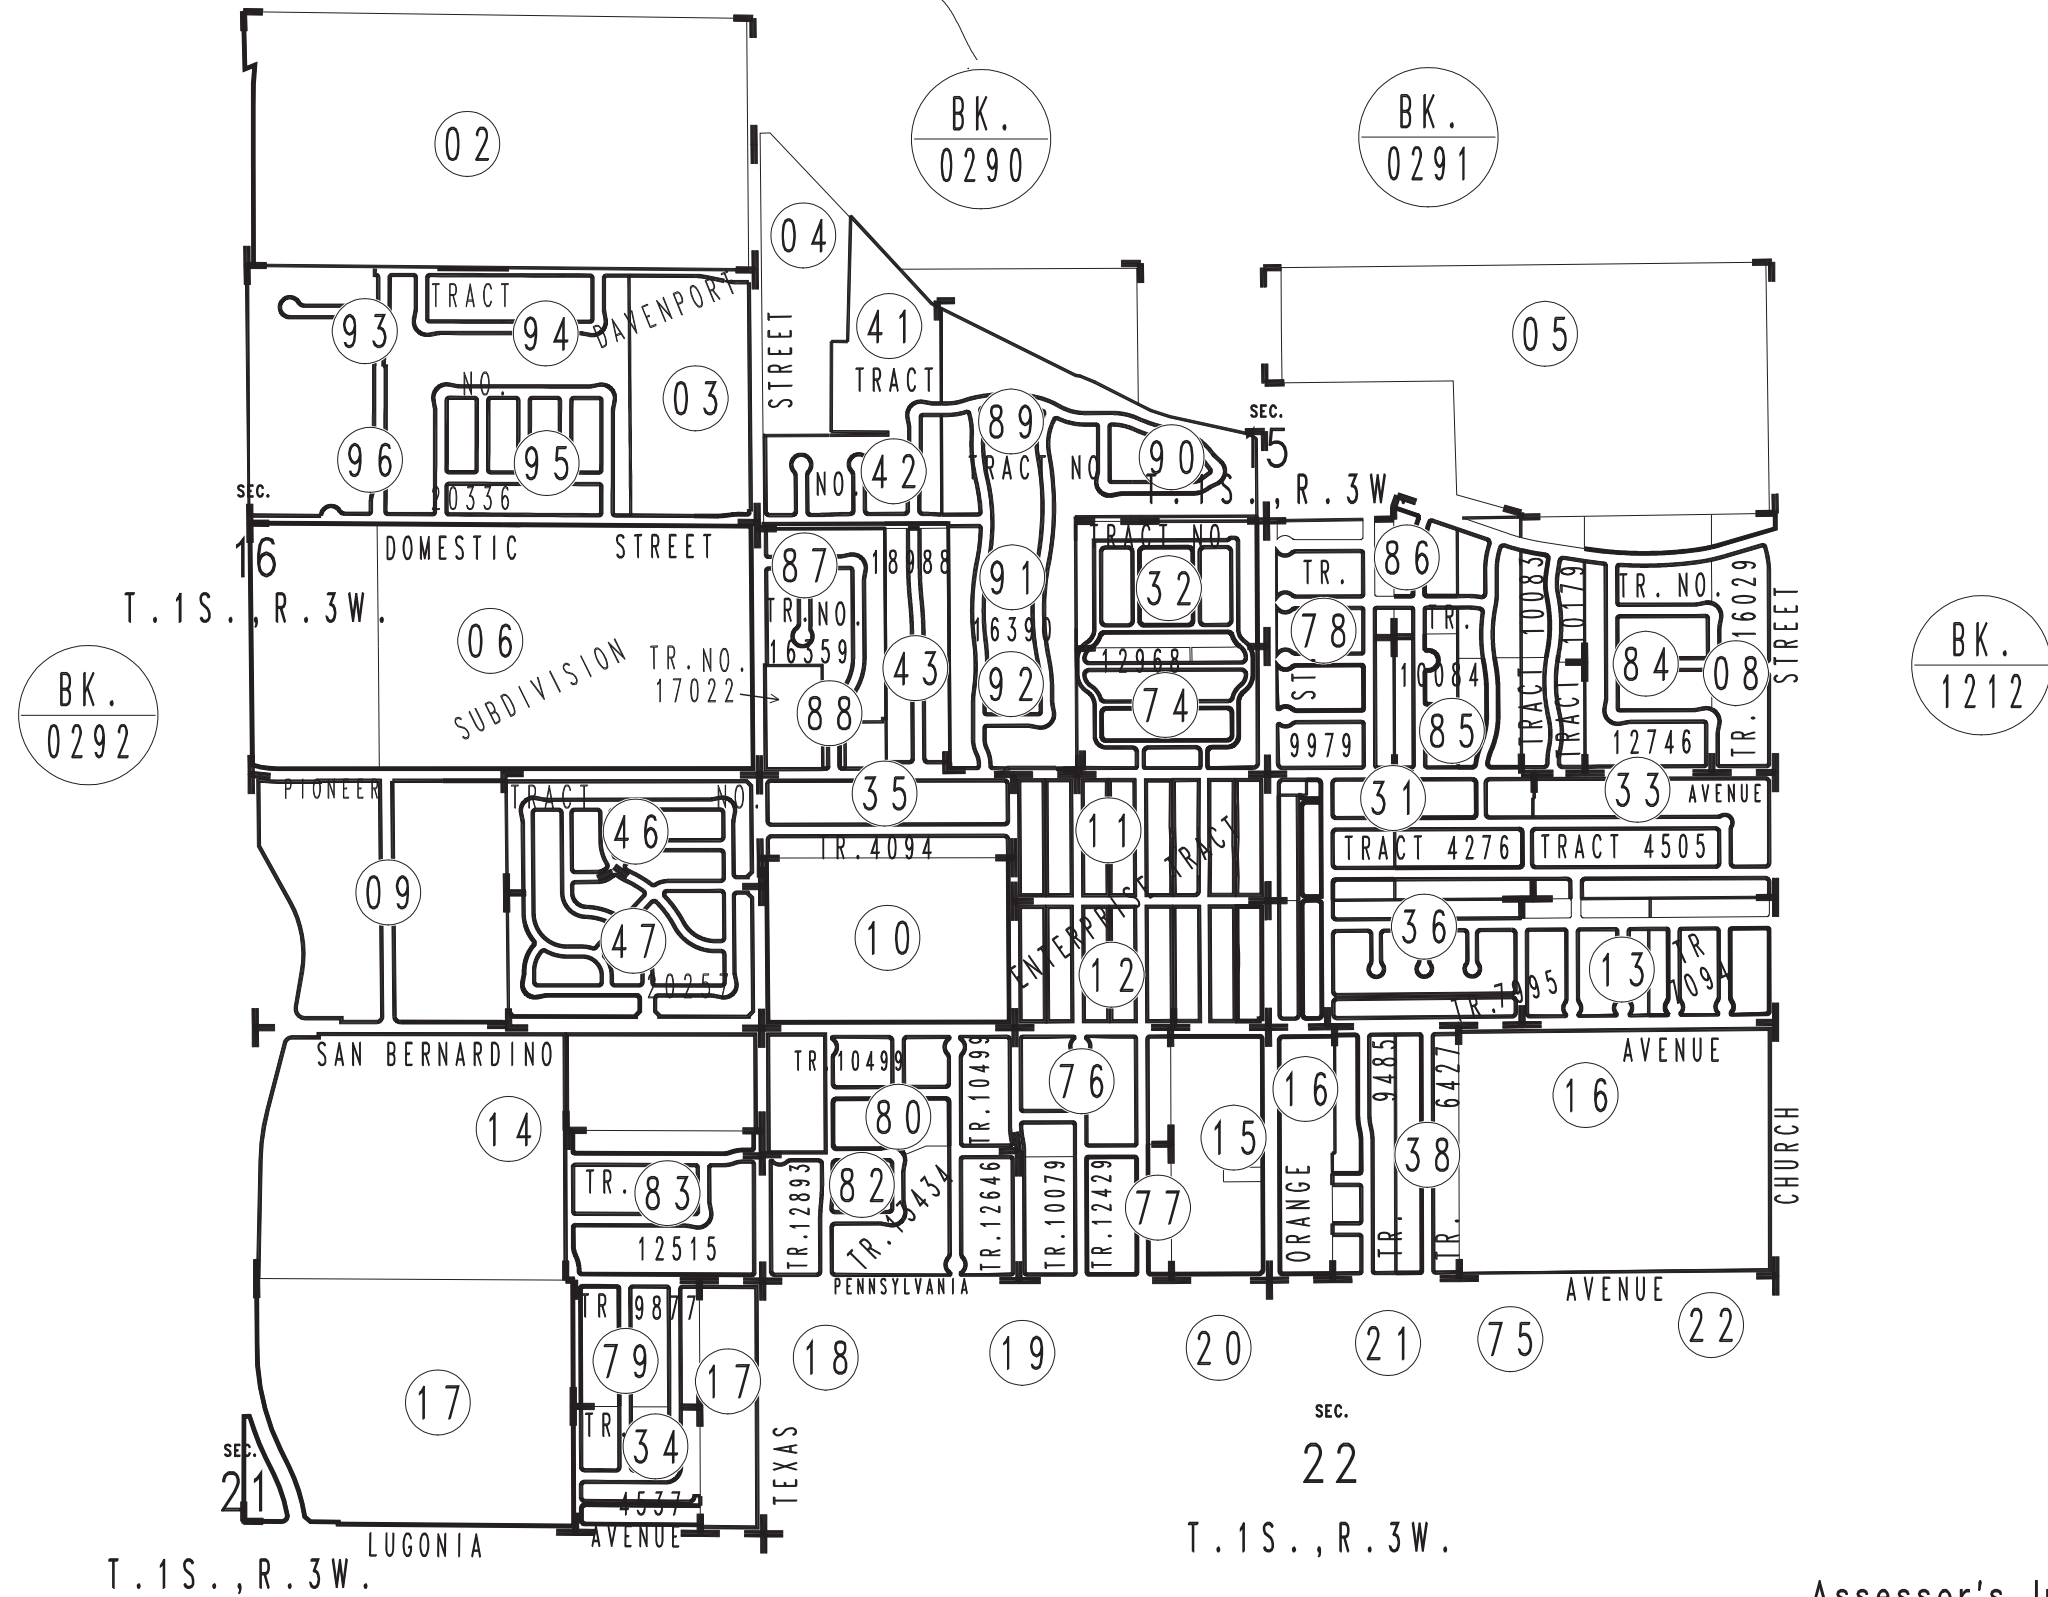 BK.
0290
BK.
0291
02
04
41
TRACT
05
93
TRACT
94
DAVENPORT
NO.
03
STREET
96
95
20336
42
NO.
89
TRACT NO
90
SEC.
15
T.1S.,R.3W
SEC.
16
T.1S.,R.3W.
DOMESTIC STREET
06
SUBDIVISION
TR.NO.
17022
87
18988
TR. NO.
16359
88
43
91
16390
92
TRACT NO
32
12968
74
TR.
78
ST
9979
86
TR.
10084
85
TRACT 10083
TRACT 10179
TR. NO.
84
12746
08
TR. 16029
STREET
BK.
0292
BK.
1212
PIONEER
TRACT NO.
46
47
20257
09
35
TR.4094
10
11
12
ENTERPRISE TRACT
31
33
AVENUE
TRACT 4276
TRACT 4505
36
TR.7995
13
TR
7094
SAN BERNARDINO
AVENUE
14
TR.
83
12515
TR.10499
80
TR.10499
82
TR.12893
TR.13434
TR.12646
76
TR.10079
TR.12429
77
15
16
ORANGE
9485
TR.
38
6427
TR.
16
CHURCH
PENNSYLVANIA
AVENUE
TR 9877
79
17
17
TR.
34
4537
18
19
20
21
75
22
TEXAS
SEC.
21
SEC.
22
LUGONIA
AVENUE
T.1S.,R.3W.
T.1S.,R.3W.
Assessor's